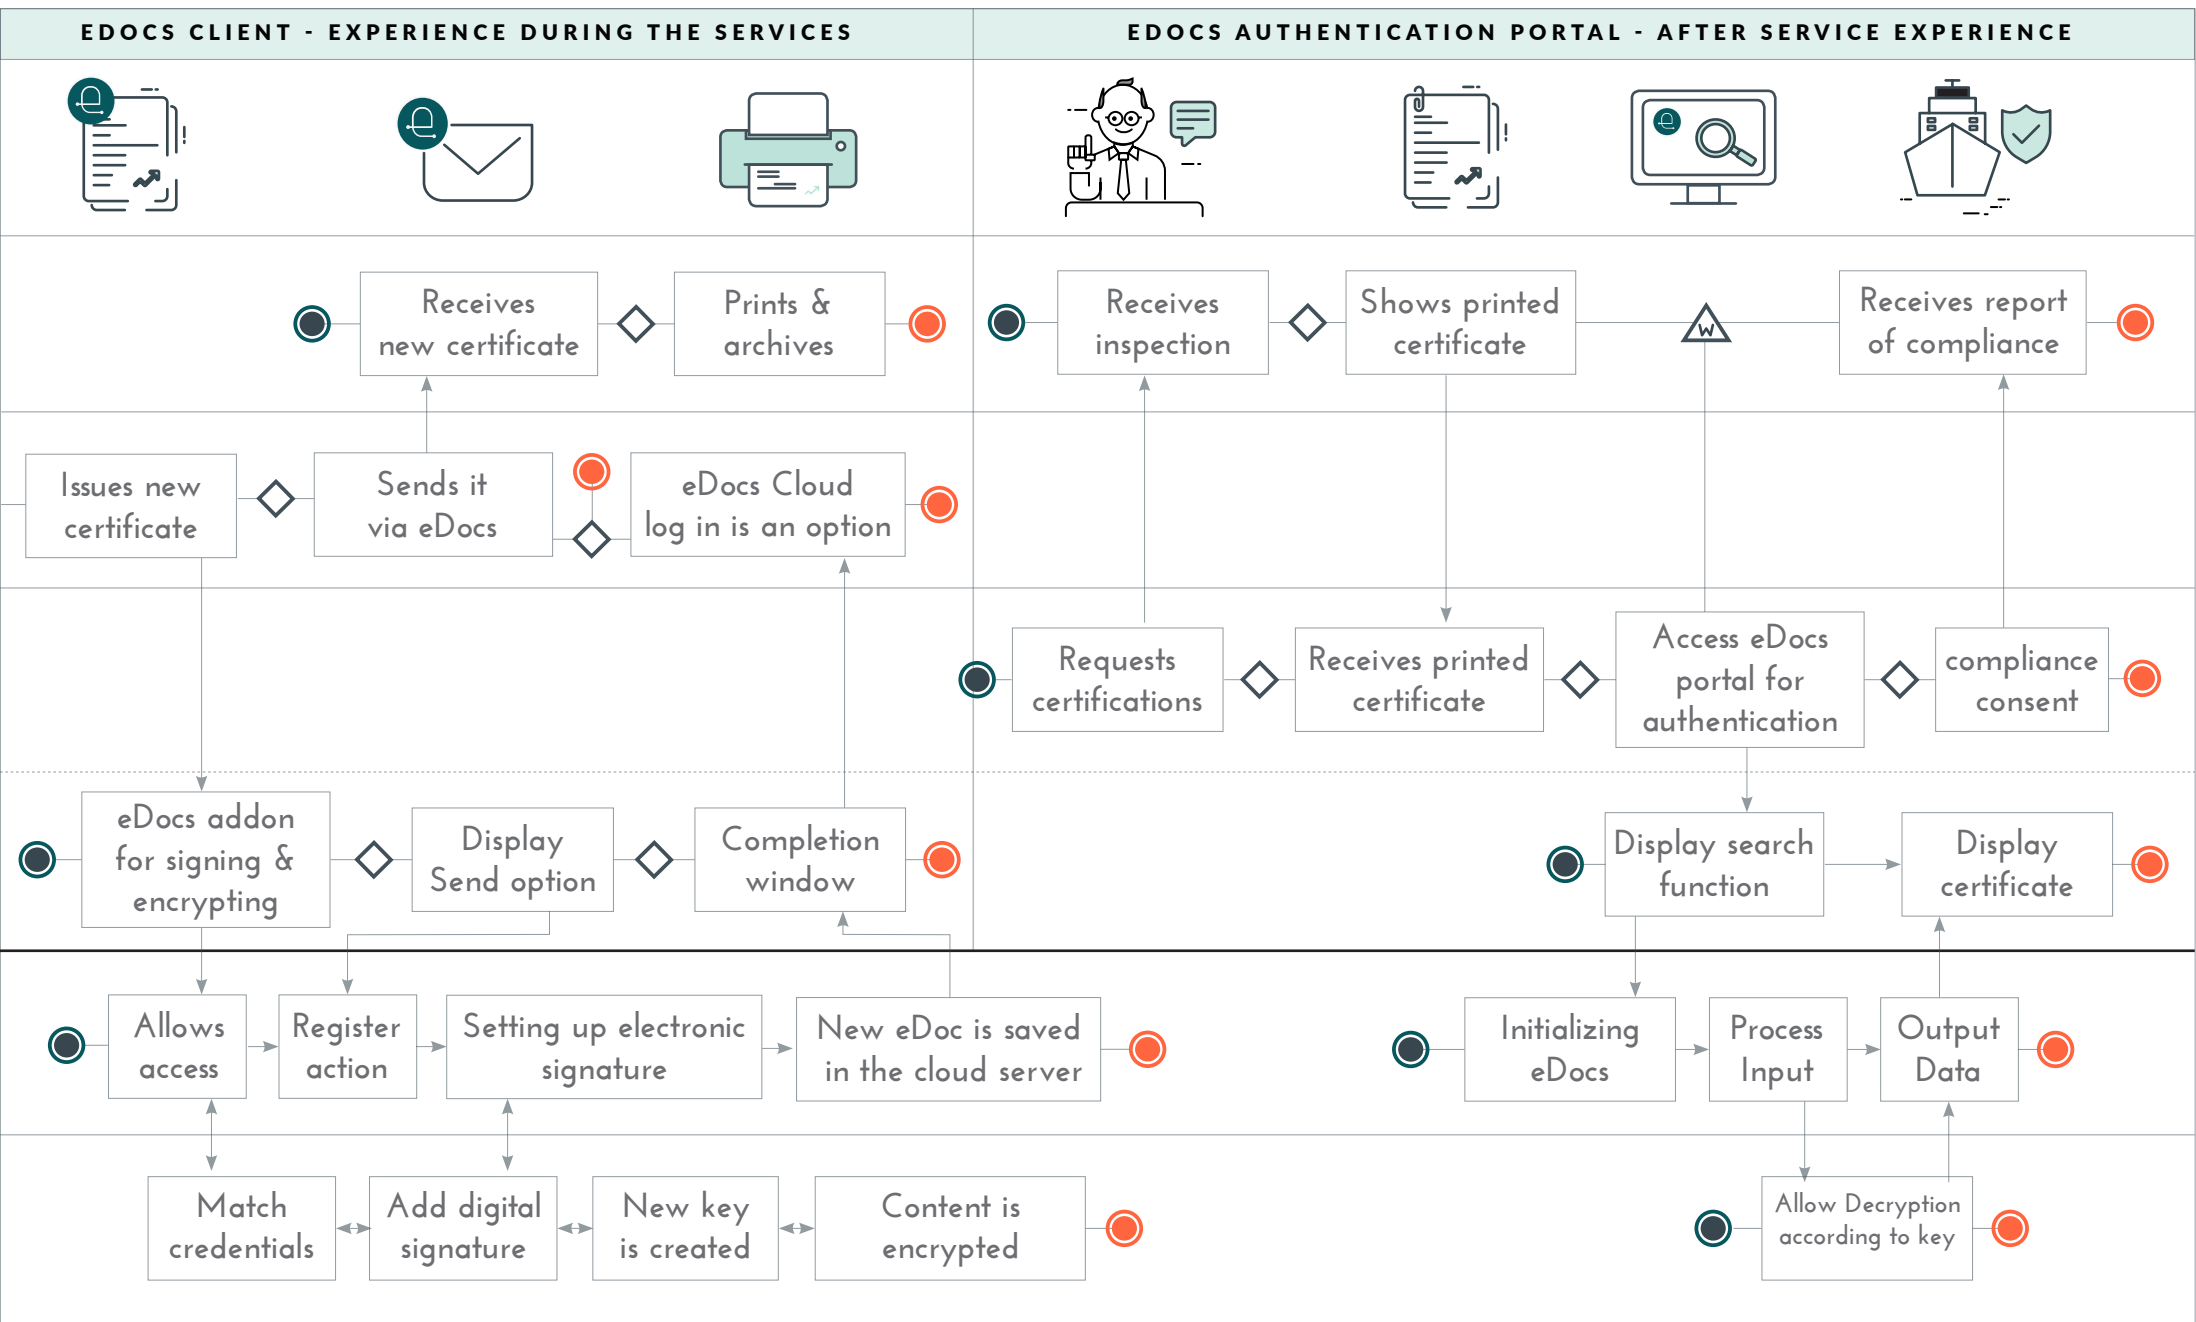 EDOCS CLIENT - EXPERIENCE DURING THE SERVICES
EDOCS AUTHENTICATION PORTAL - AFTER SERVICE EXPERIENCE
Receives
new certificate
Prints &
archives
Receives
inspection
Shows printed
certificate
W
Receives report
of compliance
Issues new
certificate
Sends it
via eDocs
eDocs Cloud
log in is an option
Requests
certifications
Receives printed
certificate
Access eDocs
portal for
authentication
compliance
consent
eDocs addon
for signing &
encrypting
Display
Send option
Completion
window
Display search
function
Display
certificate
Allows
access
Register
action
Setting up electronic
signature
New eDoc is saved
in the cloud server
Initializing
eDocs
Process
Input
Output
Data
Match
credentials
Add digital
signature
New key
is created
Content is
encrypted
Allow Decryption
according to key